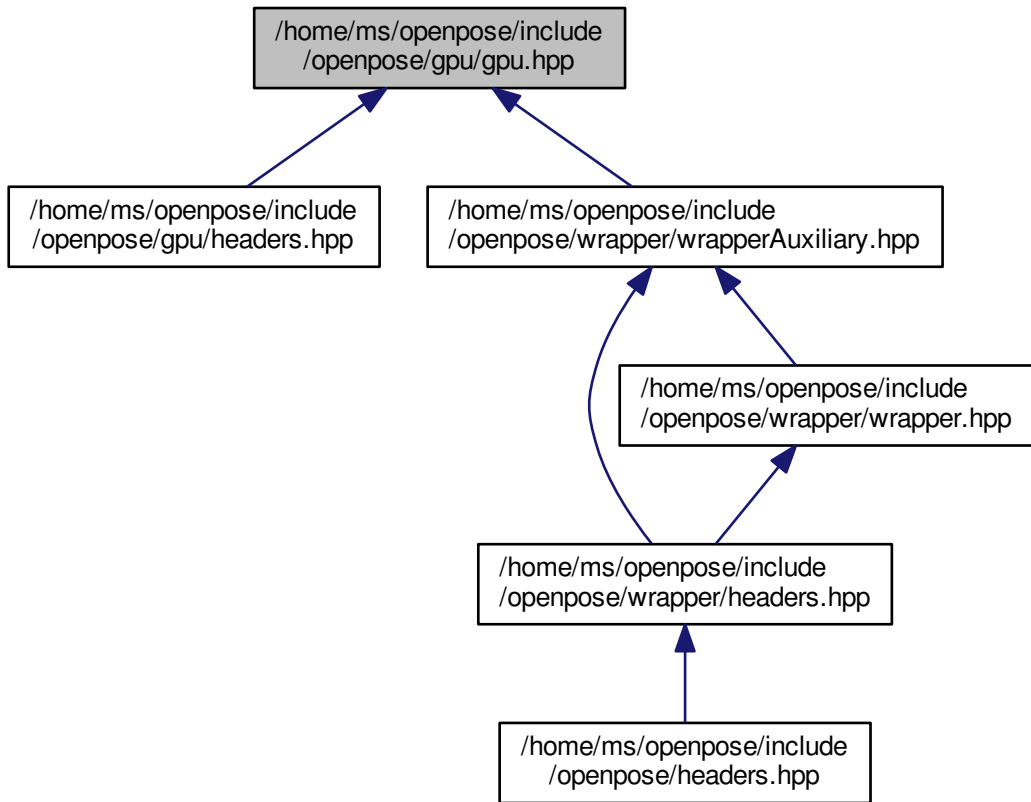 /home/ms/openpose/include
/openpose/gpu/gpu.hpp
/home/ms/openpose/include
/openpose/gpu/headers.hpp
/home/ms/openpose/include
/openpose/wrapper/wrapperAuxiliary.hpp
/home/ms/openpose/include
/openpose/wrapper/wrapper.hpp
/home/ms/openpose/include
/openpose/wrapper/headers.hpp
/home/ms/openpose/include
/openpose/headers.hpp